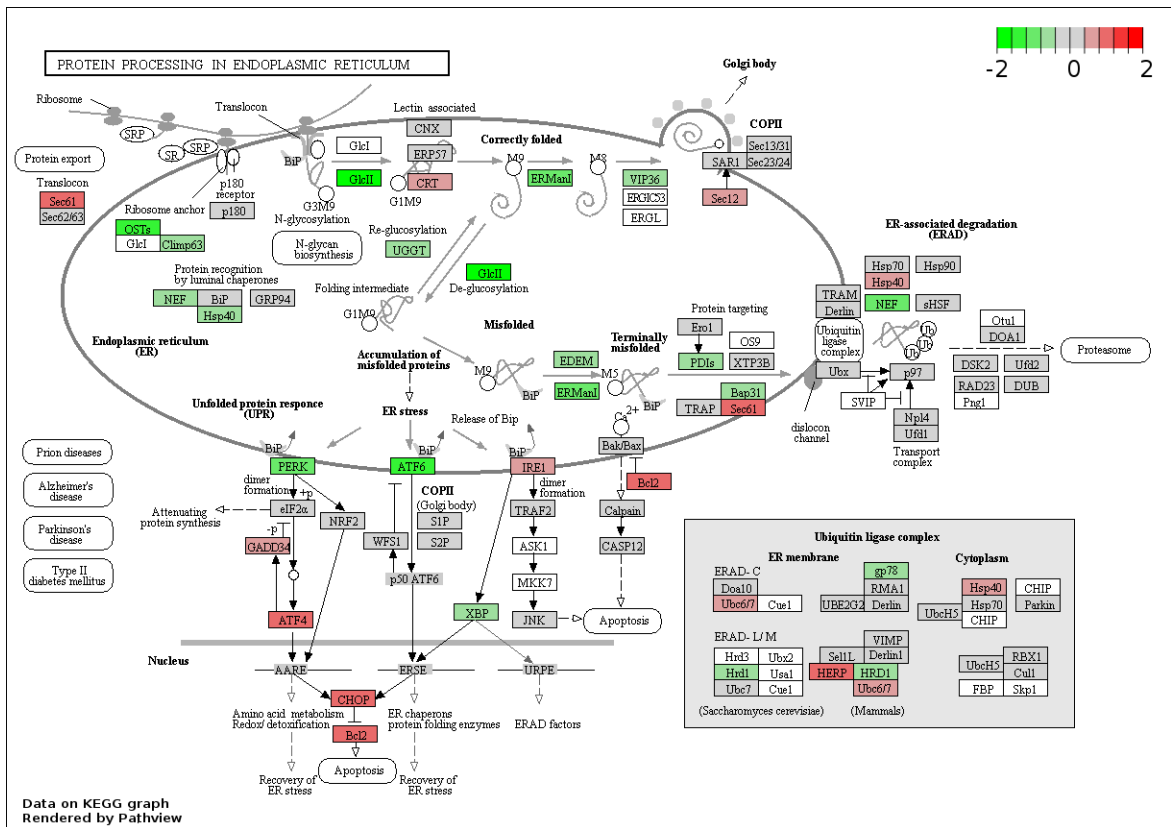 PROTEIN PROCESSING IN ENDOPLASMIC RETICULUM
-2 0 2
Golgi body
Ribosome
Translocon
Lectin associated
CNX
Correctly folded
COPII
SRP
SR
SRP
BiP
GlcI
ERP57
M9
M8
SAR1
Sec13/31
Sec23/24
Protein export
GlcII
CRT
ERManI
VIP36
Translocon
Sec61
Sec62/63
p180
receptor
p180
G3M9
G1M9
ERGIC53
ERGL
Sec12
Ribosome anchor
N-glycosylation
OSTs
GlcI
Climp63
N-glycan
biosynthesis
Re-glucosylation
UGGT
ER-associated degradation
(ERAD)
Hsp70
Hsp90
Hsp40
Protein recognition
by luminal chaperones
NEF
BiP
GRP94
Hsp40
GlcII
De-glucosylation
Folding intermediate
G1M9
TRAM
Derlin
NEF
sHSF
Endoplasmic reticulum
(ER)
Misfolded
Protein targeting
Ero1
OS9
Terminally
misfolded
Ubiquitin
ligase
complex
Ub
Ub
Ub
Otu1
DOA1
Proteasome
Accumulation of
misfolded proteins
M9
BiP
EDEM
ERManI
M5
BiP
PDIs
XTP3B
Bap31
TRAP
Sec61
Ubx
p97
SVIP
DSK2
Ufd2
RAD23
DUB
Png1
Unfolded protein responce
(UPR)
ER stress
Release of Bip
Ca2+
dislocon
channel
Npl4
Ufd1
Transport
complex
BiP
BiP
BiP
Bak/Bax
Prion diseases
PERK
ATF6
IRE1
Bcl2
dimer
formation
+p
COPII
(Golgi body)
dimer
formation
Alzheimer's
disease
Attenuating
protein synthesis
eIF2α
NRF2
S1P
TRAF2
Calpain
Parkinson's
disease
-p
GADD34
WFS1
S2P
ASK1
CASP12
Type II
diabetes mellitus
p50 ATF6
MKK7
ATF4
XBP
JNK
Apoptosis
Nucleus
AARE
ERSE
URPE
CHOP
Amino acid metabolism
Redox/detoxification
ER chaperons
protein folding enzymes
ERAD factors
Bcl2
Apoptosis
Recovery of
ER stress
Recovery of
ER stress
Ubiquitin ligase complex
ER membrane
Cytoplasm
ERAD-C
Doa10
Ubc6/7
Cue1
gp78
RMA1
UBE2G2
Derlin
Hsp40
UbcH5
Hsp70
CHIP
CHIP
Parkin
ERAD-L/M
Hrd3
Ubx2
Hrd1
Usa1
Ubc7
Cue1
VIMP
Sel1L
Derlin1
HERP
HRD1
Ubc6/7
UbcH5
RBX1
Cul1
FBP
Skp1
(Saccharomyces cerevisiae)
(Mammals)
Data on KEGG graph
Rendered by Pathview